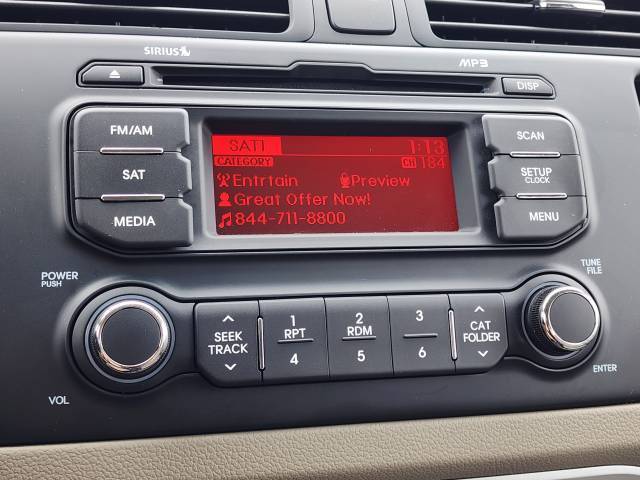 SIRIUS
MP3
DISP
FM/AM
SAT
MEDIA
SAT1 1:13
CATEGORY CH 184
Entrtain Preview
Great Offer Now!
844-711-8800
SCAN
SETUP
CLOCK
MENU
POWER
PUSH
VOL
SEEK
TRACK
1
RPT
4
2
RDM
5
3
6
CAT
FOLDER
TUNE
FILE
ENTER